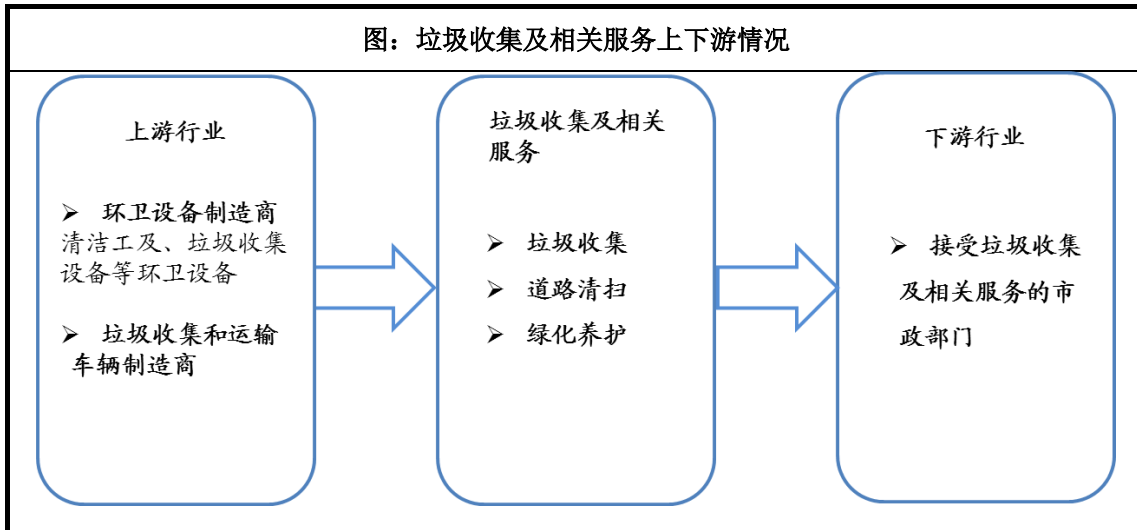 图：垃圾收集及相关服务上下游情况
上游行业
➢ 环卫设备制造商
清洁工及、垃圾收集
设备等环卫设备
➢ 垃圾收集和运输
车辆制造商
垃圾收集及相关
服务
➢ 垃圾收集
➢ 道路清扫
➢ 绿化养护
下游行业
➢ 接受垃圾收集
及相关服务的市
政部门